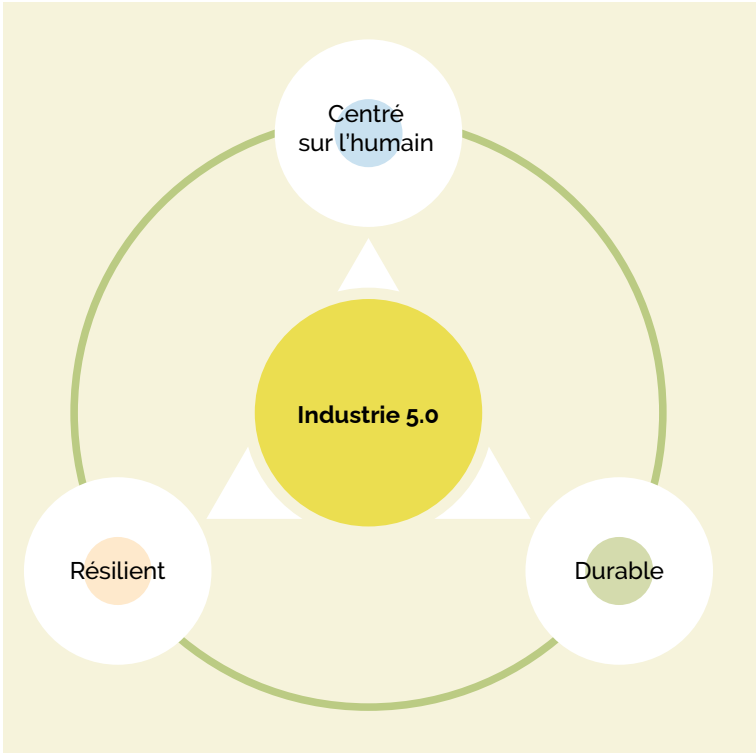 Centré
sur l'humain
Industrie 5.0
Résilient
Durable